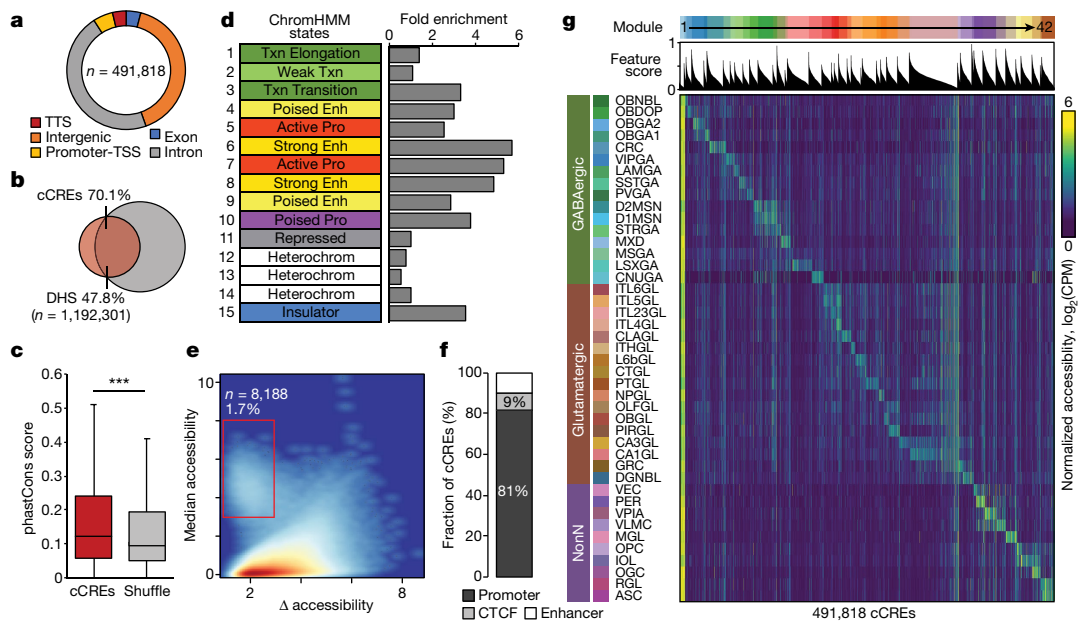 a
n = 491,818
TTS
Intergenic
Exon
Promoter-TSS
Intron
b
cCREs 70.1%
DHS 47.8%
(n = 1,192,301)
c
phastCons score
0.6
0.5
0.4
0.3
0.2
0.1
0
***
cCREs
Shuffle
d
ChromHMM
states
Fold enrichment
0 2 4 6
1 Txn Elongation
2 Weak Txn
3 Txn Transition
4 Poised Enh
5 Active Pro
6 Strong Enh
7 Active Pro
8 Strong Enh
9 Poised Enh
10 Poised Pro
11 Repressed
12 Heterochrom
13 Heterochrom
14 Heterochrom
15 Insulator
e
Median accessibility
10
0
n = 8,188
1.7%
2 8
Δ accessibility
f
Fraction of cCREs (%)
100
80
60
40
20
0
9%
81%
Promoter
CTCF
Enhancer
g
Module
1 42
Feature
score
1
0
GABAergic
OBNBL
OBDOP
OBGA2
OBGA1
CRC
VIPGA
LAMGA
SSTGA
PVGA
D2MSN
D1MSN
STRGA
MXD
MSGA
LSXGA
CNUGA
Glutamatergic
ITL6GL
ITL5GL
ITL23GL
ITL4GL
CLAGL
ITHGL
L6bGL
CTGL
PTGL
NPGL
OLFGL
OBGL
PIRGL
CA3GL
CA1GL
GRC
DGNBL
NonN
VEC
PER
VPIA
VLMC
MGL
OPC
IOL
OGC
RGL
ASC
491,818 cCREs
6
0
Normalized accessibility, log2(CPM)